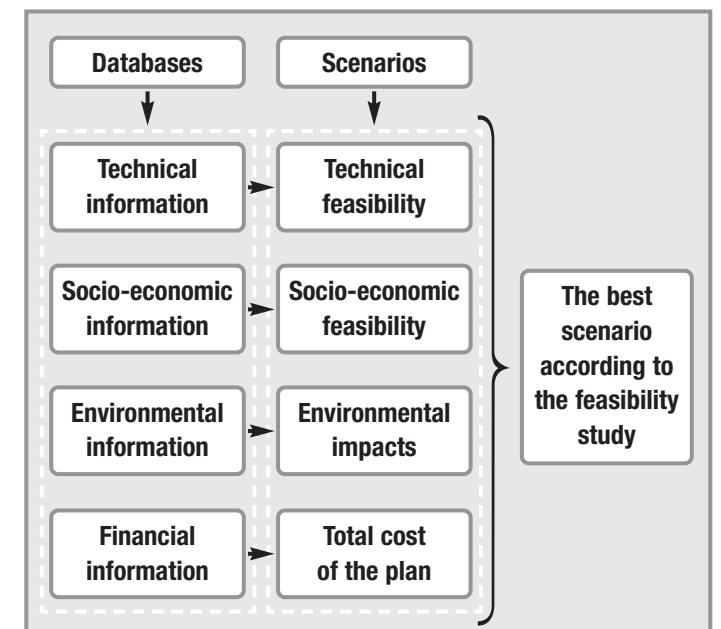 Databases
Scenarios
Technical
information
Technical
feasibility
Socio-economic
information
Socio-economic
feasibility
Environmental
information
Environmental
impacts
Financial
information
Total cost
of the plan
The best
scenario
according to
the feasibility
study